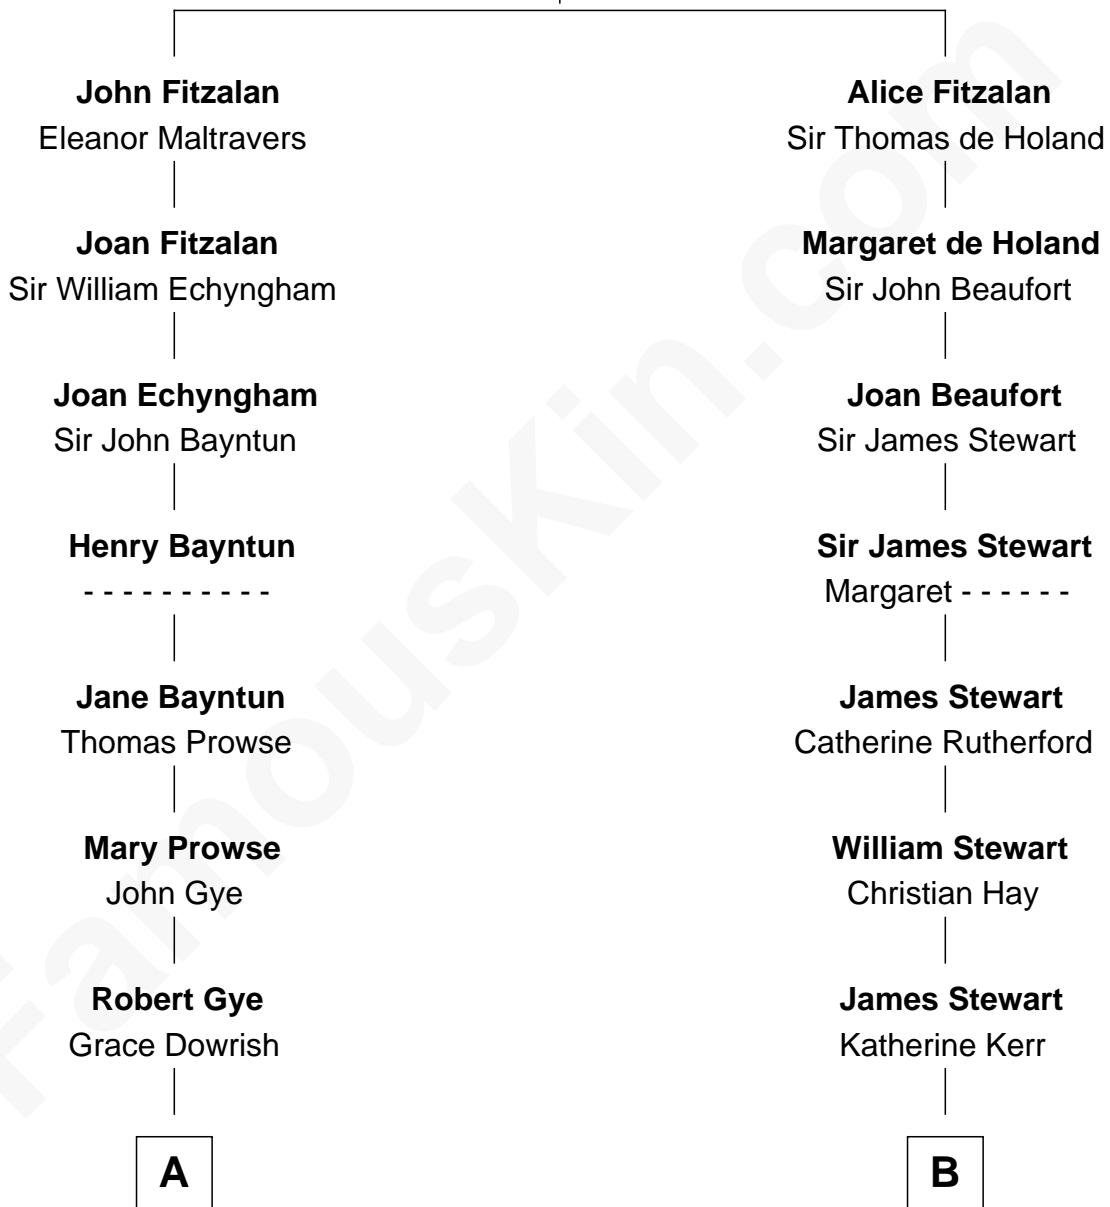 John Fitzalan
Eleanor Maltravers
Joan Fitzalan
Sir William Echyngham
Joan Echyngham
Sir John Bayntun
Henry Bayntun
- - - - - - - - - -
Jane Bayntun
Thomas Prowse
Mary Prowse
John Gye
Robert Gye
Grace Dowrish
A
Alice Fitzalan
Sir Thomas de Holand
Margaret de Holand
Sir John Beaufort
Joan Beaufort
Sir James Stewart
Sir James Stewart
Margaret - - - - - -
James Stewart
Catherine Rutherford
William Stewart
Christian Hay
James Stewart
Katherine Kerr
B
FamousKin.com